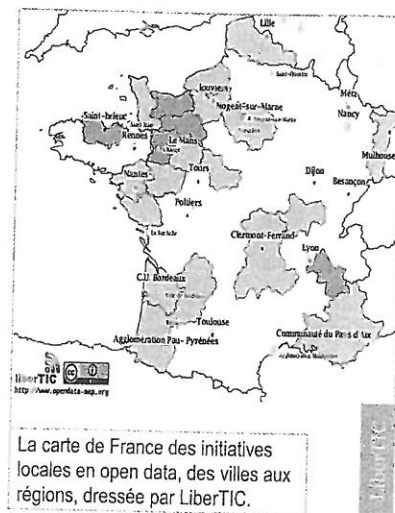 Lille
Saint-Quentin
Louviers
Metz
Nogent-sur-Marne
Nancy
Saint-brieuc
Rennes
Le Mans
Mulhouse
Tours
Dijon
Nantes
Besançon
Poitiers
La Rochelle
Clermont-Ferrand
Lyon
C.U. Bordeaux
Toulouse
Communauté du Pays d'Aix
Agglomération Pau- Pyrénées
liberTIC
cc
http://www.opendata-map.org
La carte de France des initiatives
locales en open data, des villes aux
régions, dressée par LiberTIC.
LiberTIC